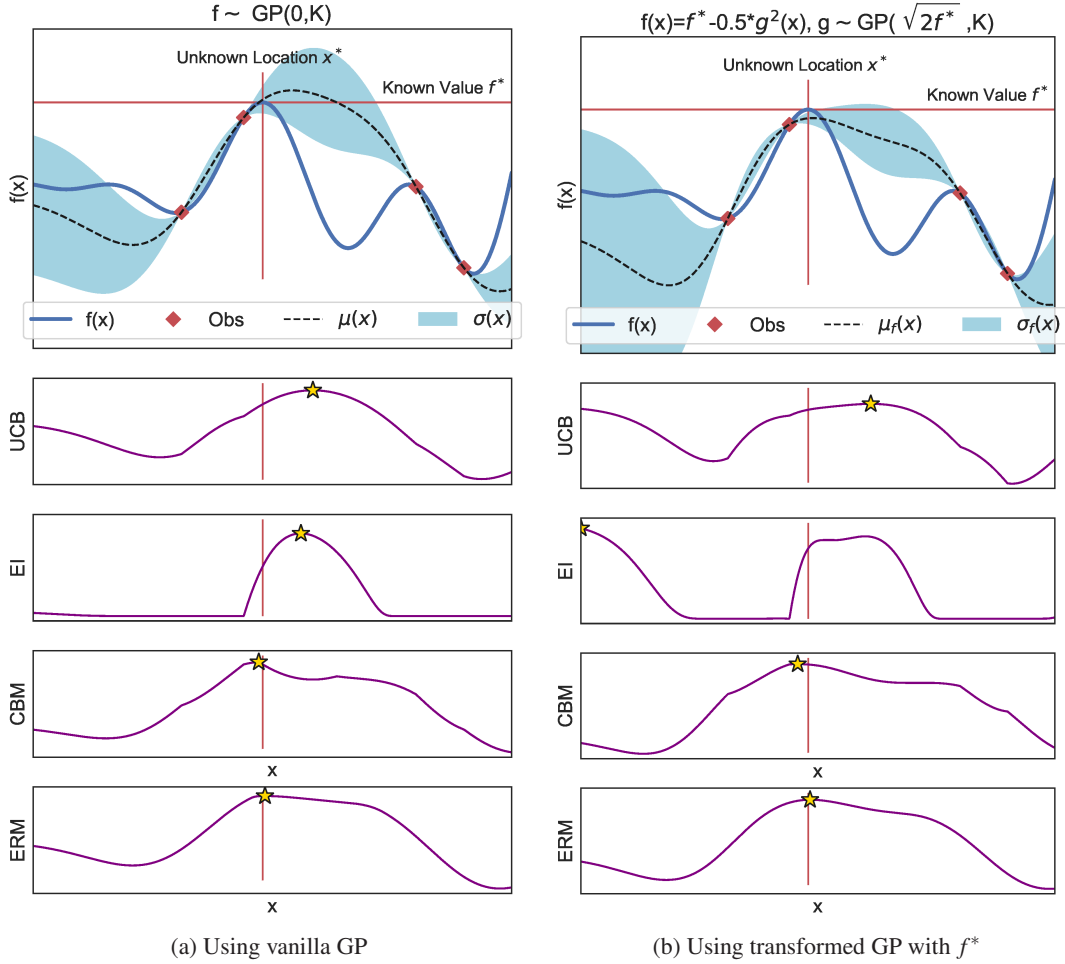 f ∼ GP(0,K)
Unknown Location x*
Known Value f*
f(x)
f(x) Obs μ(x) σ(x)
UCB
EI
CBM
x
ERM
x
(a) Using vanilla GP
f(x)=f*-0.5*g²(x), g ∼ GP( √2f* ,K)
Unknown Location x*
Known Value f*
f(x)
f(x) Obs μf(x) σf(x)
UCB
EI
CBM
x
ERM
x
(b) Using transformed GP with f*